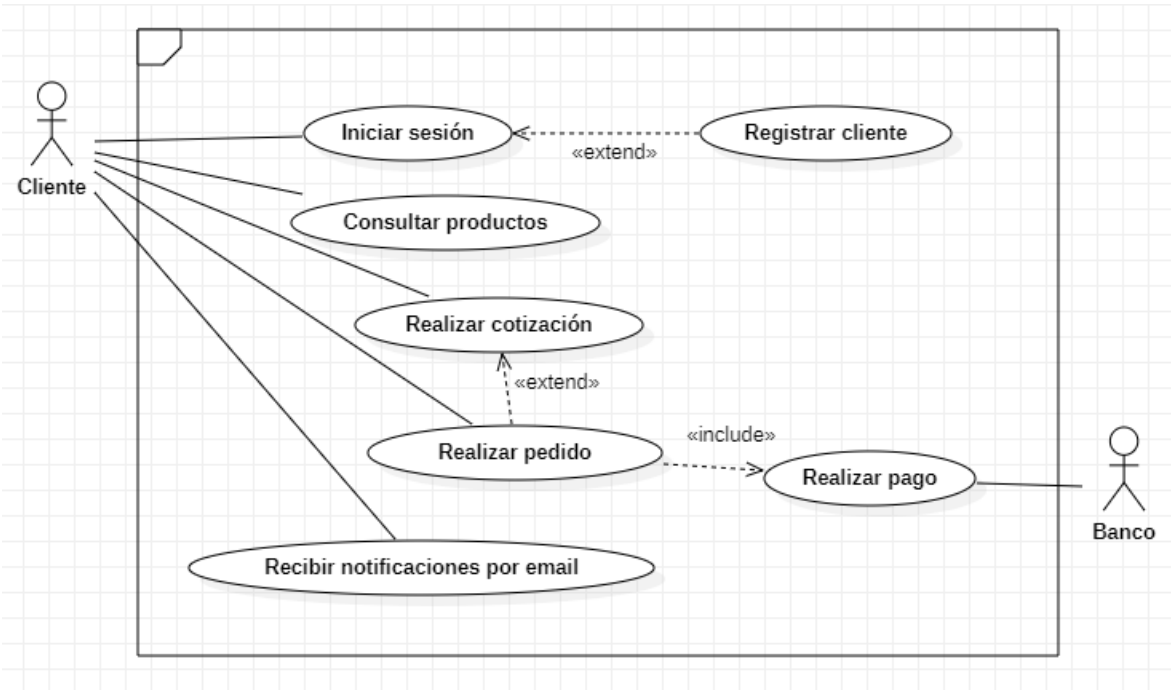 Iniciar sesión
Registrar cliente
«extend»
Cliente
Consultar productos
Realizar cotización
«extend»
Realizar pedido
«include»
Realizar pago
Banco
Recibir notificaciones por email